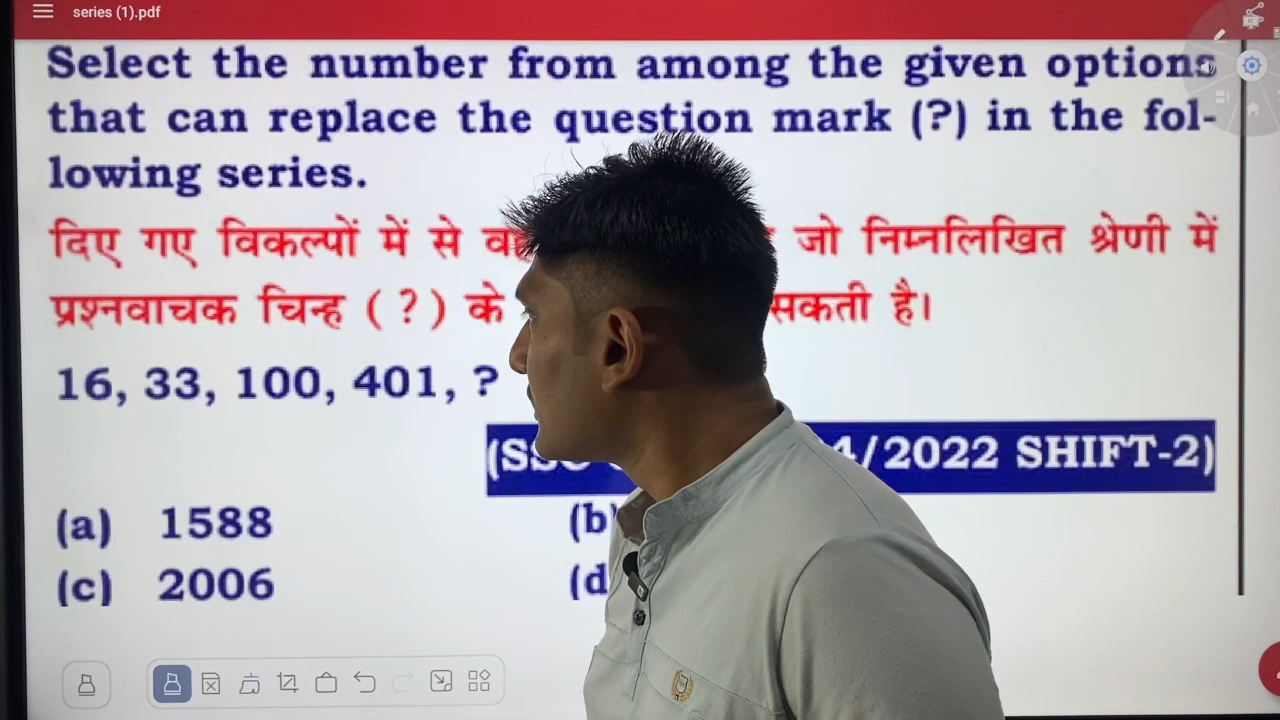 series (1).pdf
Select the number from among the given options
that can replace the question mark (?) in the fol-
lowing series.
दिए गए विकल्पों में से जो निम्नलिखित श्रेणी में
प्रश्नवाचक चिन्ह (?) के सकती है।
16, 33, 100, 401, ?
/2022 SHIFT-2)
(a) 1588 (b)
(c) 2006 (d